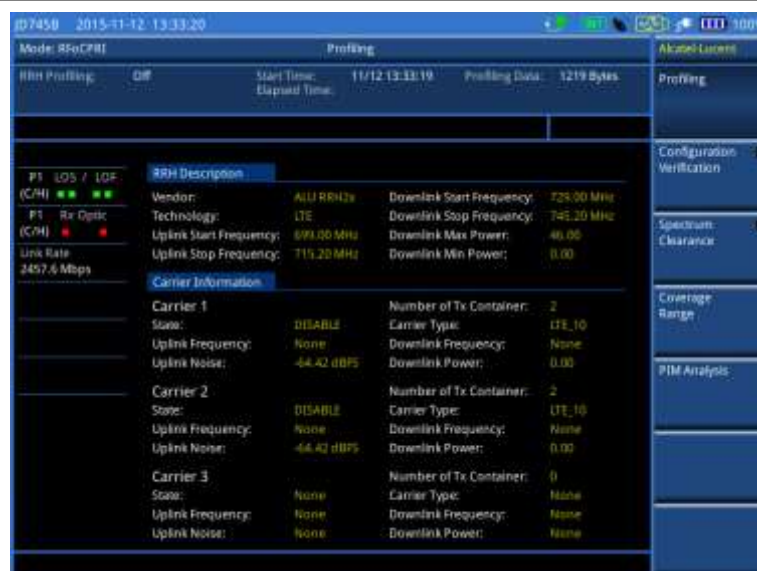 JD745B 2015-11-12 13:33:20 INT 100%
Mode: RFoCPRI Profiling Alcatel-Lucent
RRH Profiling: Off Start Time: 11/12 13:33:19 Profiling Data: 1219 Bytes Profiling
Elapsed Time:
Configuration
Verification
P1 LOS / LOF RRH Description
(C/H) Vendor: ALU RRH2x Downlink Start Frequency: 729.00 MHz
P1 Rx Optic Technology: LTE Downlink Stop Frequency: 745.20 MHz Spectrum
(C/H) Uplink Start Frequency: 699.00 MHz Downlink Max Power: 46.00 Clearance
Link Rate Uplink Stop Frequency: 715.20 MHz Downlink Min Power: 0.00
2457.6 Mbps
Carrier Information
Carrier 1 Number of Tx Container: 2 Coverage
State: DISABLE Carrier Type: LTE_10 Range
Uplink Frequency: None Downlink Frequency: None
Uplink Noise: -64.42 dBFS Downlink Power: 0.00
PIM Analysis
Carrier 2 Number of Tx Container: 2
State: DISABLE Carrier Type: LTE_10
Uplink Frequency: None Downlink Frequency: None
Uplink Noise: -64.42 dBFS Downlink Power: 0.00
Carrier 3 Number of Tx Container: 0
State: None Carrier Type: None
Uplink Frequency: None Downlink Frequency: None
Uplink Noise: None Downlink Power: None